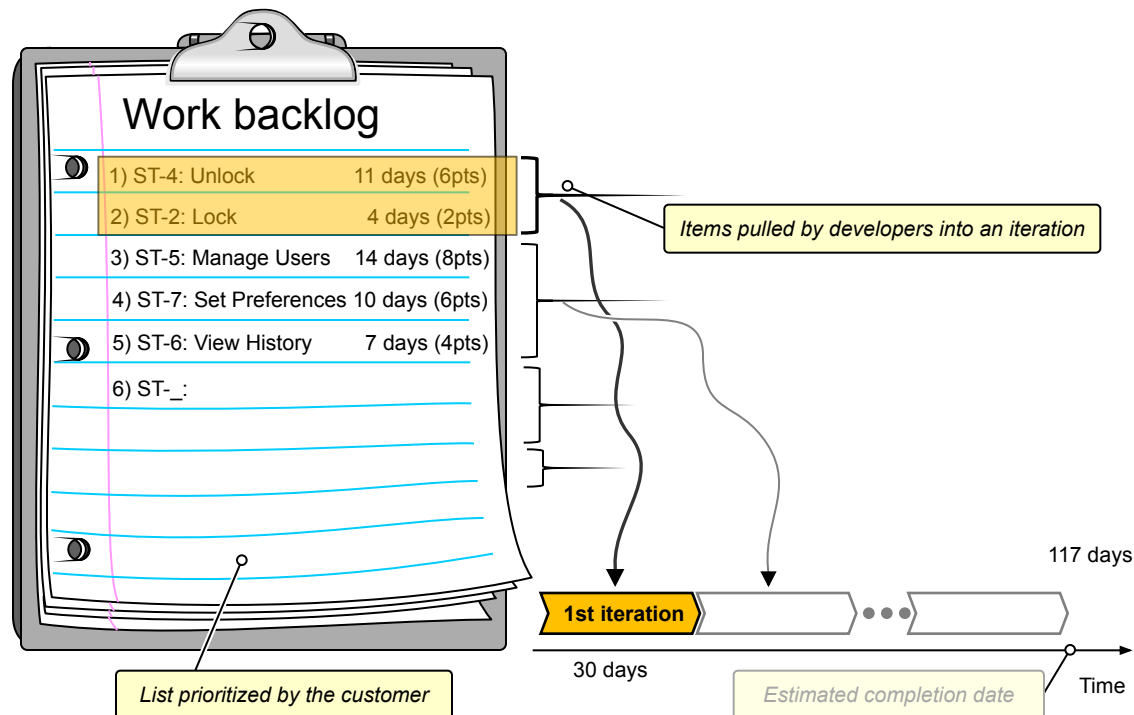 Work backlog
1) ST-4: Unlock 11 days (6pts)
2) ST-2: Lock 4 days (2pts)
3) ST-5: Manage Users 14 days (8pts)
4) ST-7: Set Preferences 10 days (6pts)
5) ST-6: View History 7 days (4pts)
6) ST-_:
Items pulled by developers into an iteration
117 days
1st iteration
30 days
Time
List prioritized by the customer
Estimated completion date